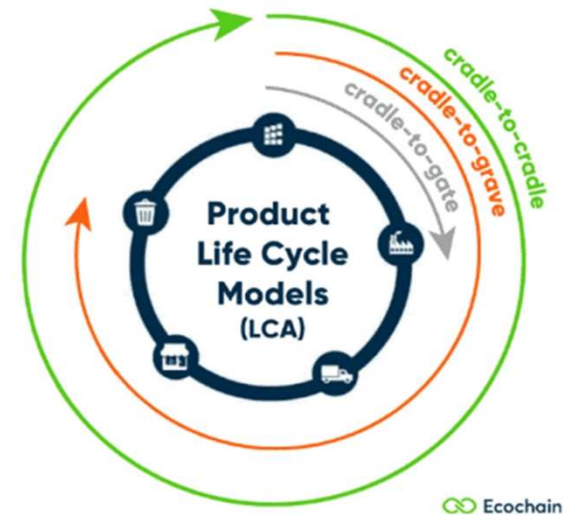 cradle-to-cradle
cradle-to-grave
cradle-to-gate
Product
Life Cycle
Models
(LCA)
Ecochain